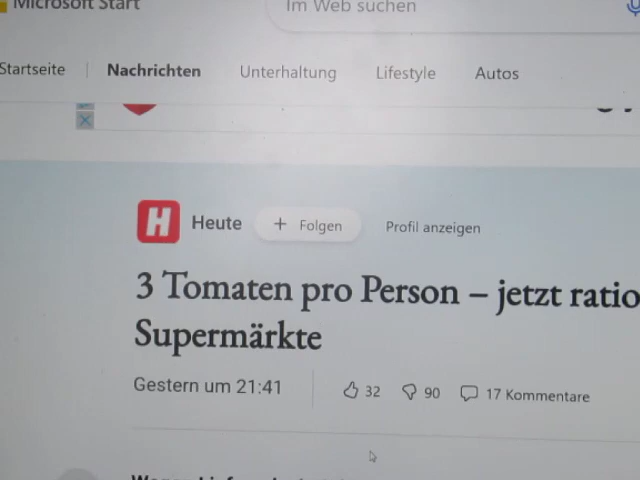 Microsoft Start
Im Web suchen
Startseite | Nachrichten Unterhaltung Lifestyle Autos
H Heute + Folgen Profil anzeigen
3 Tomaten pro Person – jetzt ratio
Supermärkte
Gestern um 21:41 32 90 17 Kommentare